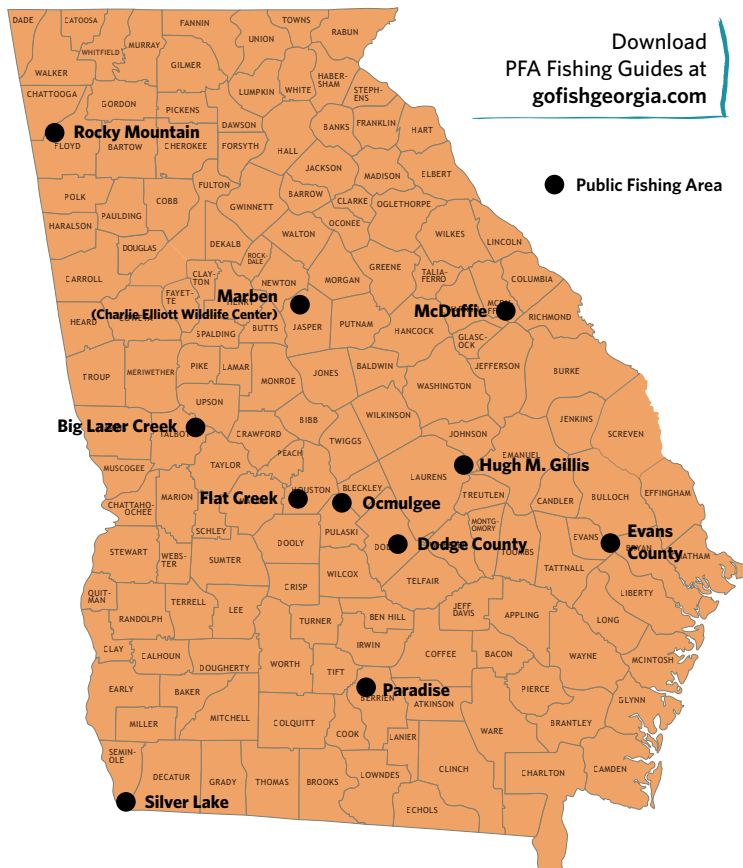 Download
PFA Fishing Guides at
gofishgeorgia.com
Public Fishing Area
DADE
CATOOSA
WHITFIELD
MURRAY
FANNIN
UNION
TOWNS
RABUN
WALKER
GILMER
CHATTOOGA
GORDON
PICKENS
LUMPKIN
WHITE
HABER-
SHAM
STEPH-
ENS
Rocky Mountain
FLOYD
BARTOW
CHEROKEE
DAWSON
FORSYTH
HALL
BANKS
FRANKLIN
HART
JACKSON
MADISON
ELBERT
POLK
PAULDING
COBB
FULTON
GWINNETT
BARROW
CLARKE
OGLETHORPE
OCONEE
HARALSON
DOUGLAS
DEKALB
WALTON
WILKES
LINCOLN
ROCK-
DALE
CARROLL
CLAY-
TON
FAYET-
TE
NEWTON
MORGAN
GREENE
TALIA-
FERRO
COLUMBIA
Marben
(Charlie Elliott Wildlife Center)
HENRY
McDuffie
RICHMOND
HEARD
COWETA
SPALDING
BUTTS
JASPER
PUTNAM
HANCOCK
GLASC-
OCK
TROUP
MERIWETHER
PIKE
LAMAR
MONROE
JONES
BALDWIN
WASHINGTON
JEFFERSON
BURKE
UPSON
BIBB
WILKINSON
JENKINS
SCREVEN
Big Lazer Creek
TALBOT
CRAWFORD
TWIGGS
JOHNSON
EMANUEL
PEACH
MUSCOGEE
TAYLOR
LAURENS
Hugh M. Gillis
CHATTAHO-
OCHEE
MARION
Flat Creek
HOUSTON
BLECKLEY
Ocmulgee
TREUTLEN
CANDLER
BULLOCH
EFFINGHAM
SCHLEY
DOOLY
PULASKI
Dodge County
MONTG-
OMORY
TOOMBS
EVANS
Evans
County
BRYAN
CHATHAM
STEWART
WEBS-
TER
SUMTER
WILCOX
TELFAIR
TATTNALL
QUIT-
MAN
RANDOLPH
TERRELL
LEE
CRISP
TURNER
BEN HILL
JEFF
DAVIS
APPLING
LONG
LIBERTY
CLAY
CALHOUN
DOUGHERTY
WORTH
TIFT
IRWIN
COFFEE
BACON
WAYNE
MCINTOSH
EARLY
BAKER
MITCHELL
COLQUITT
Paradise
BERRIEN
ATKINSON
PIERCE
GLYNN
MILLER
COOK
LANIER
WARE
BRANTLEY
SEMIN-
OLE
DECATUR
GRADY
THOMAS
BROOKS
LOWNDES
CLINCH
CHARLTON
CAMDEN
Silver Lake
ECHOLS